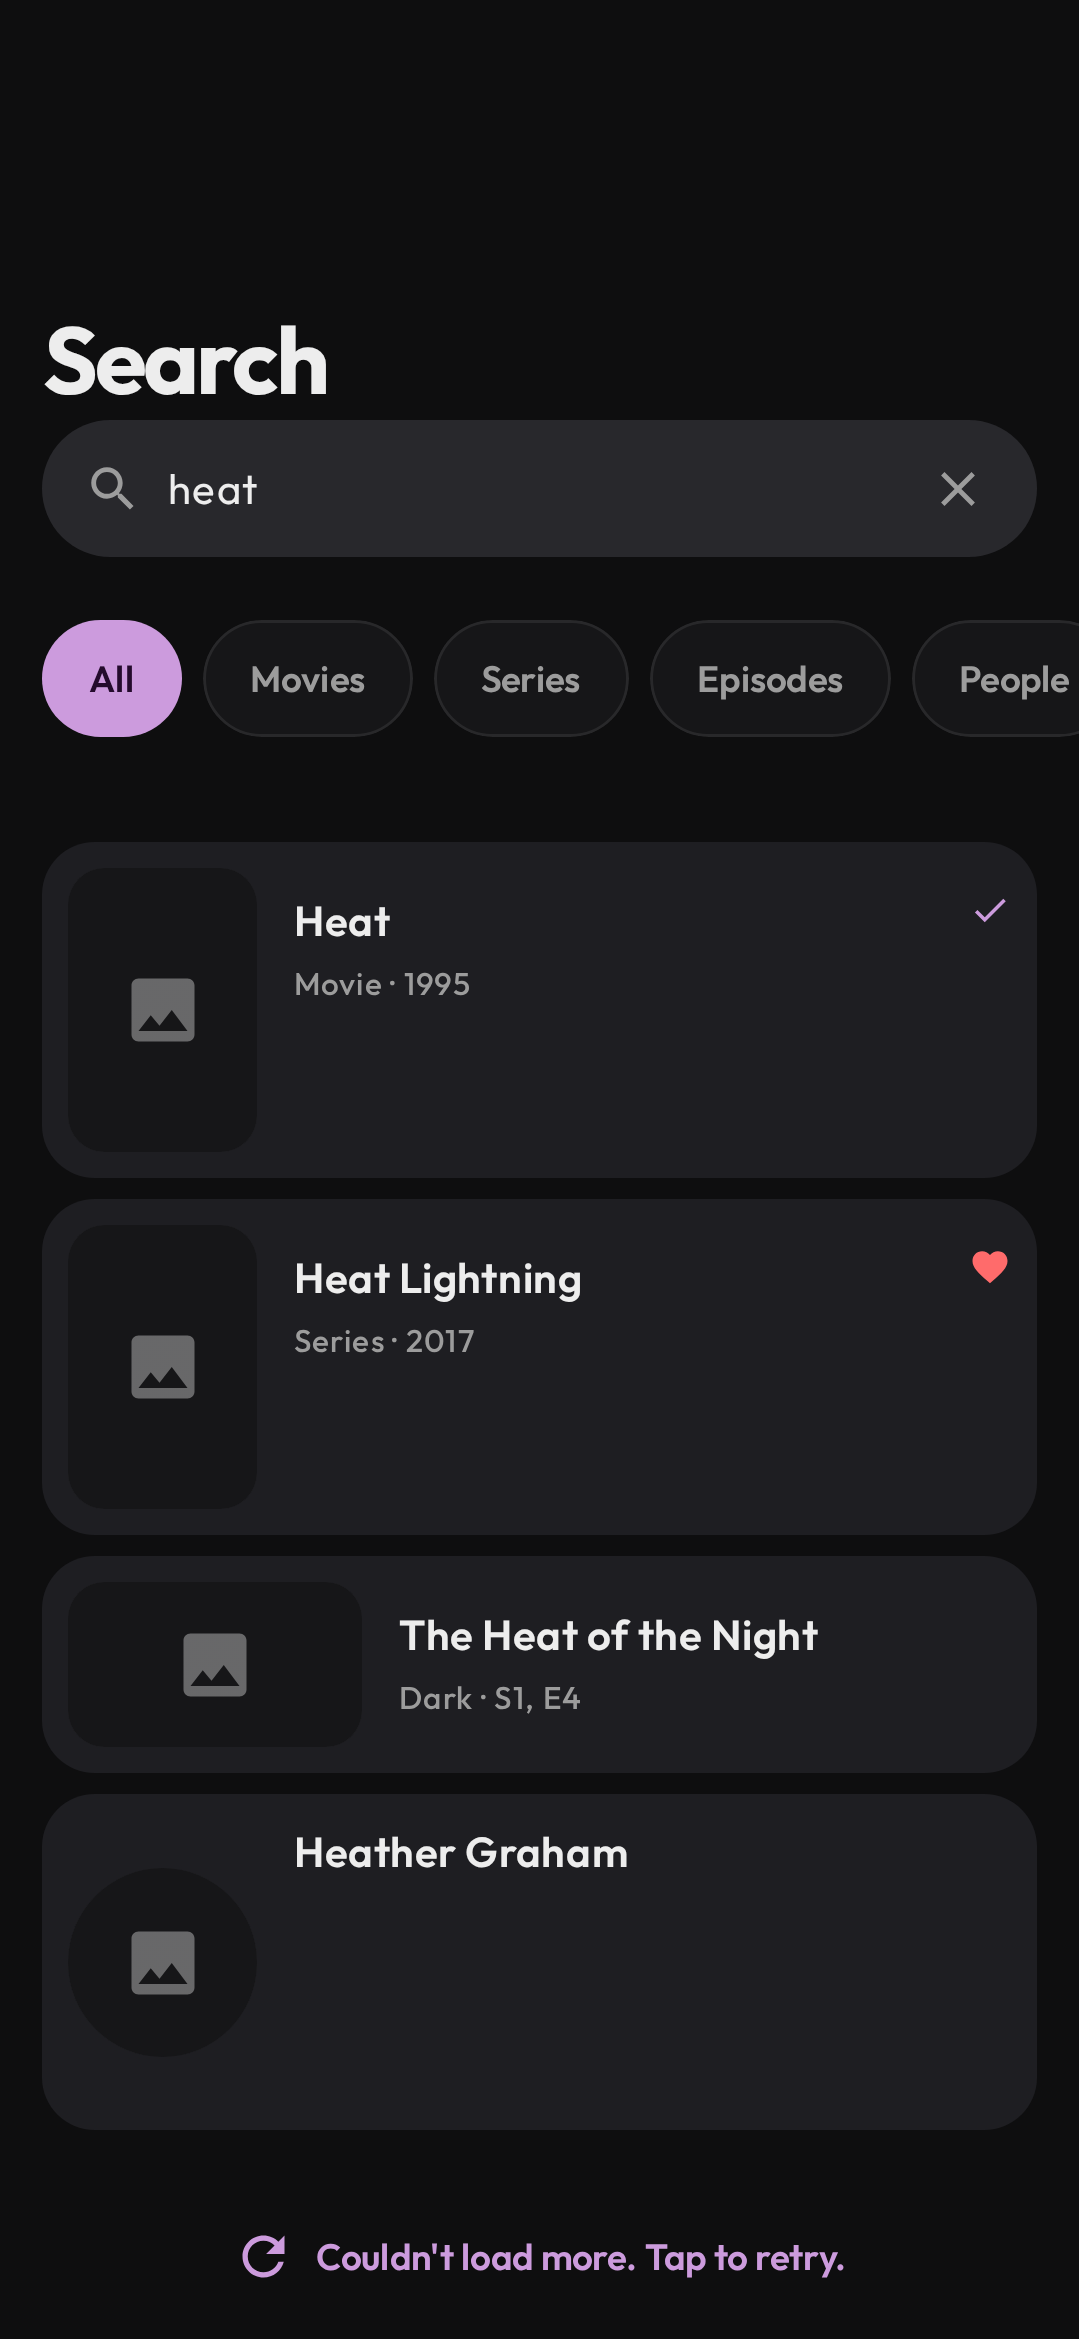 Search
heat
All Movies Series Episodes People
Heat
Movie · 1995
Heat Lightning
Series · 2017
The Heat of the Night
Dark · S1, E4
Heather Graham
Couldn't load more. Tap to retry.